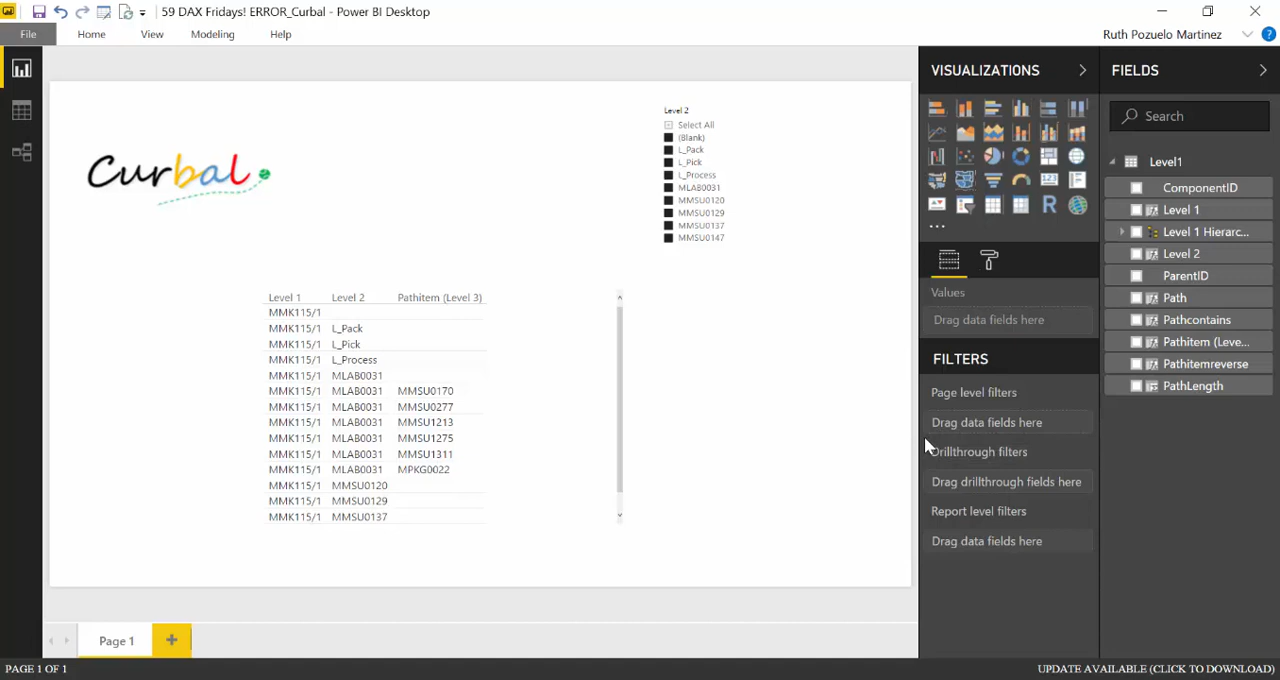 59 DAX Fridays! ERROR_Curbal - Power BI Desktop
File Home View Modeling Help
Ruth Pozuelo Martinez
Curbal
Level 2
Select All
(Blank)
L_Pack
L_Pick
L_Process
MLAB0031
MMSU0120
MMSU0129
MMSU0137
MMSU0147
Level 1 Level 2 Pathitem (Level 3)
MMK115/1
MMK115/1 L_Pack
MMK115/1 L_Pick
MMK115/1 L_Process
MMK115/1 MLAB0031
MMK115/1 MLAB0031 MMSU0170
MMK115/1 MLAB0031 MMSU0277
MMK115/1 MLAB0031 MMSU1213
MMK115/1 MLAB0031 MMSU1275
MMK115/1 MLAB0031 MMSU1311
MMK115/1 MLAB0031 MPKG0022
MMK115/1 MMSU0120
MMK115/1 MMSU0129
MMK115/1 MMSU0137
VISUALIZATIONS
123
R
Values
Drag data fields here
FILTERS
Page level filters
Drag data fields here
Drillthrough filters
Drag drillthrough fields here
Report level filters
Drag data fields here
FIELDS
Search
Level1
ComponentID
Level 1
Level 1 Hierarc...
Level 2
ParentID
Path
Pathcontains
Pathitem (Leve...
Pathitemreverse
PathLength
Page 1
PAGE 1 OF 1
UPDATE AVAILABLE (CLICK TO DOWNLOAD)